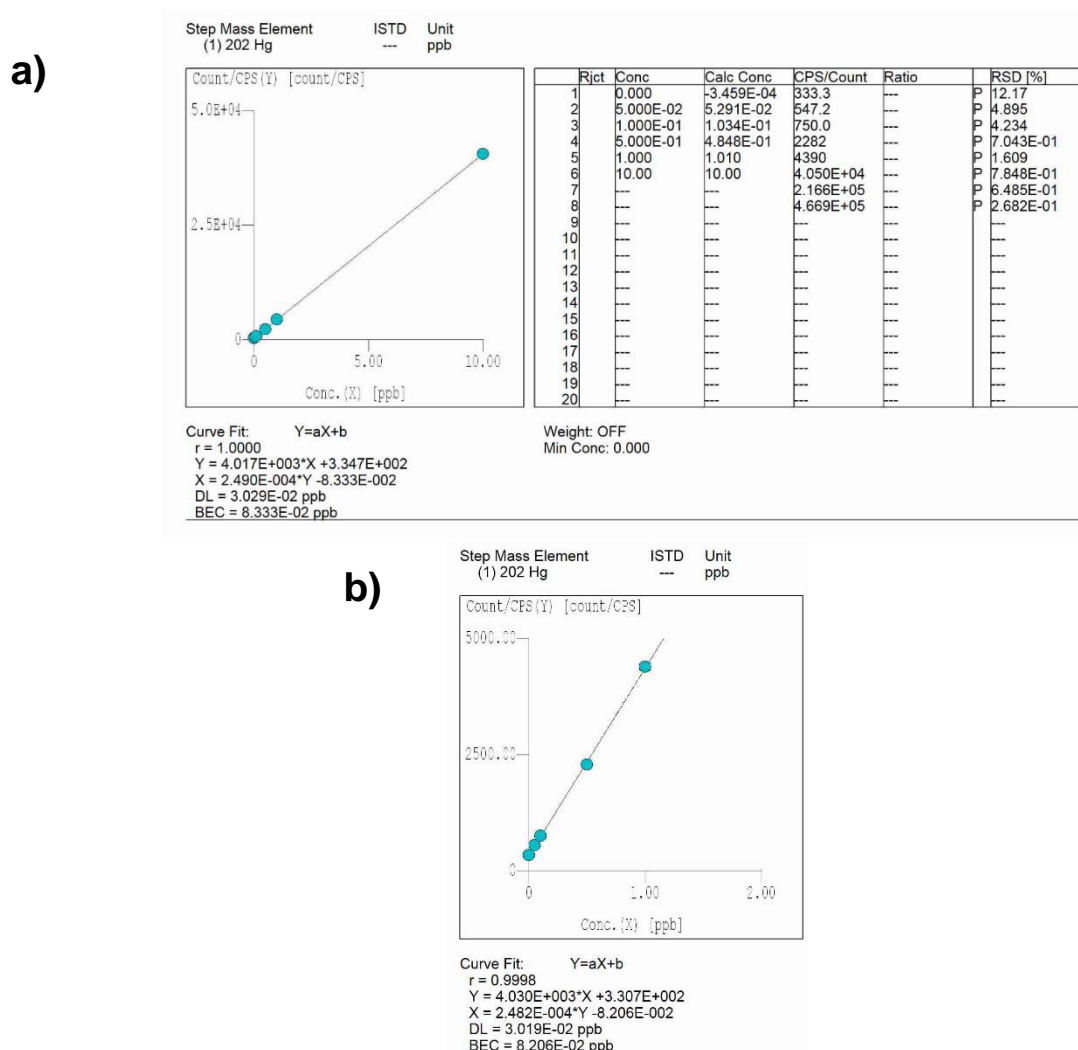 a)
Step Mass Element ISTD Unit
(1) 202 Hg --- ppb
Count/CPS(Y) [count/CPS]
5.0E+04
2.5E+04
0
0 5.00 10.00
Conc.(X) [ppb]
Rjct Conc Calc Conc CPS/Count Ratio RSD [%]
1 0.000 -3.459E-04 333.3 --- P 12.17
2 5.000E-02 5.291E-02 547.2 --- P 4.895
3 1.000E-01 1.034E-01 750.0 --- P 4.234
4 5.000E-01 4.848E-01 2282 --- P 7.043E-01
5 1.000 1.010 4390 --- P 1.609
6 10.00 10.00 4.050E+04 --- P 7.848E-01
7 --- --- 2.166E+05 --- P 6.485E-01
8 --- --- 4.669E+05 --- P 2.682E-01
9 --- --- --- --- ---
10 --- --- --- --- ---
11 --- --- --- --- ---
12 --- --- --- --- ---
13 --- --- --- --- ---
14 --- --- --- --- ---
15 --- --- --- --- ---
16 --- --- --- --- ---
17 --- --- --- --- ---
18 --- --- --- --- ---
19 --- --- --- --- ---
20 --- --- --- --- ---
Curve Fit: Y=aX+b
r = 1.0000
Y = 4.017E+003*X +3.347E+002
X = 2.490E-004*Y -8.333E-002
DL = 3.029E-02 ppb
BEC = 8.333E-02 ppb
Weight: OFF
Min Conc: 0.000
b)
Step Mass Element ISTD Unit
(1) 202 Hg --- ppb
Count/CPS(Y) [count/CPS]
5000.00
2500.00
0
0 1.00 2.00
Conc.(X) [ppb]
Curve Fit: Y=aX+b
r = 0.9998
Y = 4.030E+003*X +3.307E+002
X = 2.482E-004*Y -8.206E-002
DL = 3.019E-02 ppb
BEC = 8.206E-02 ppb